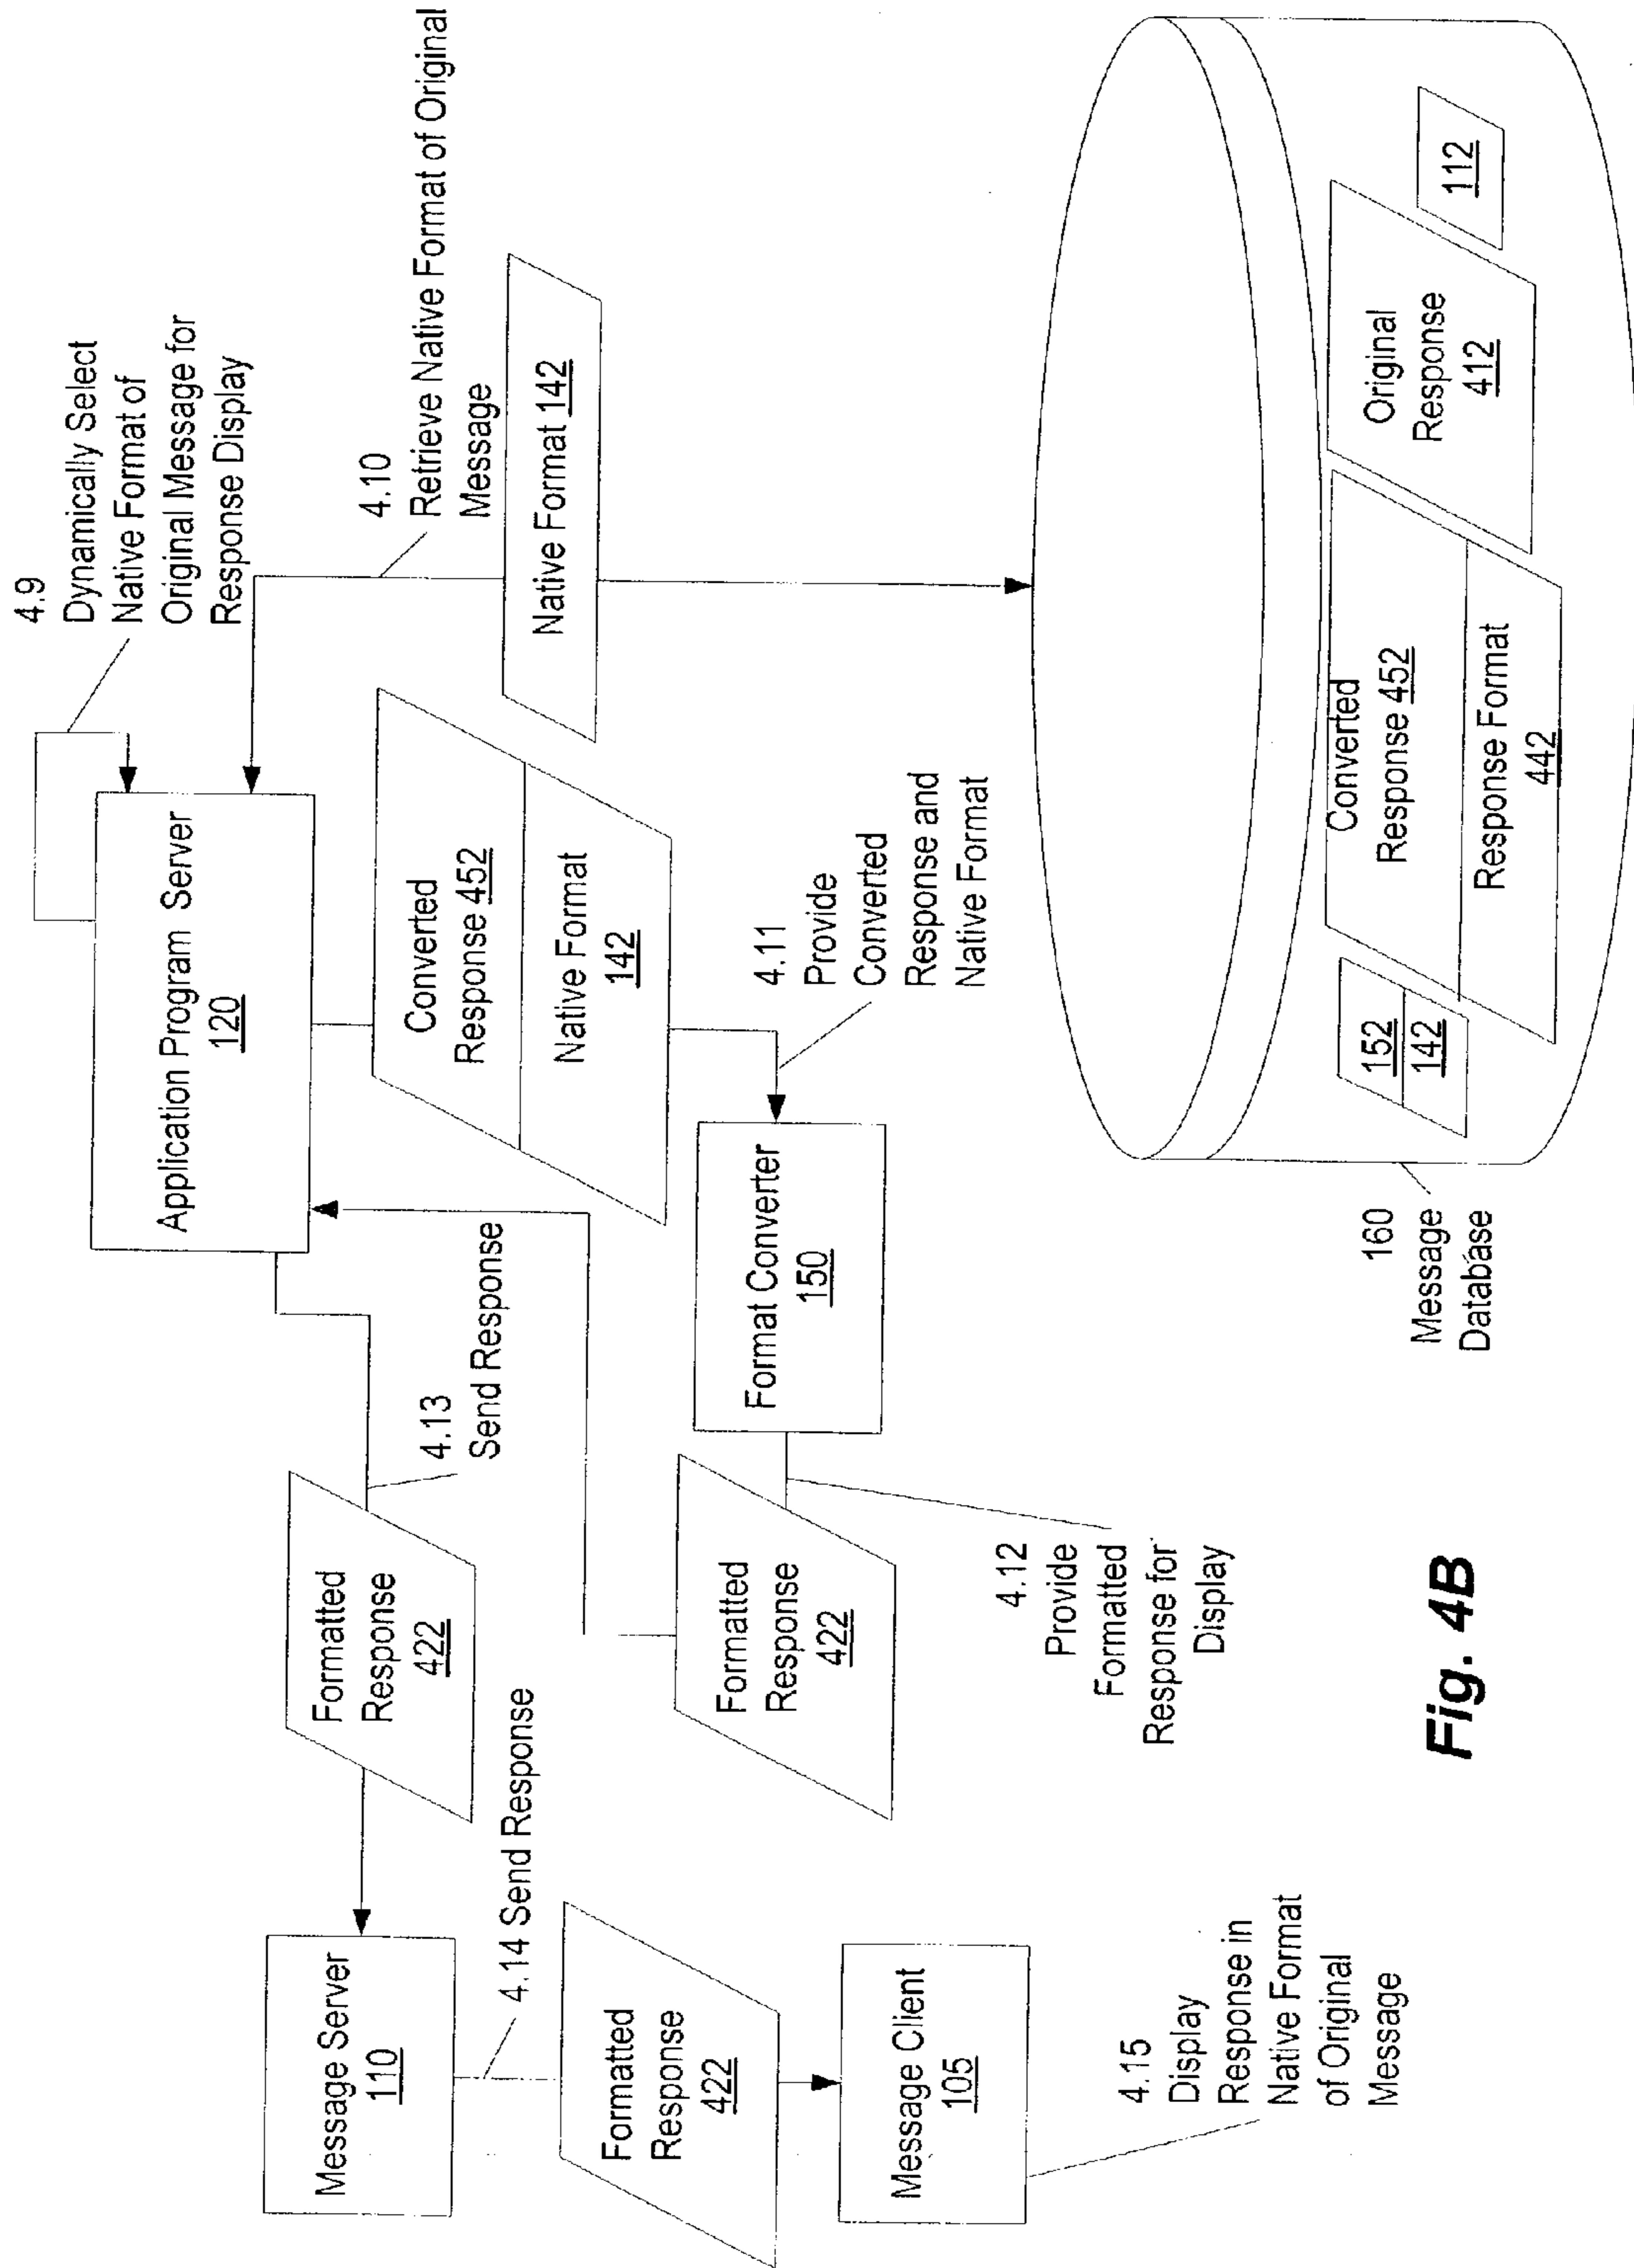 4.9
Dynamically Select
Native Format of
Original Message for
Response Display
Application Program Server
120
4.10
Retrieve Native Format of Original
Message
Native Format 142
Converted
Response 452
Native Format
142
4.11
Provide
Converted
Response and
Native Format
Format Converter
150
4.12
Provide
Formatted
Response for
Display
Formatted
Response
422
4.13
Send Response
Formatted
Response
422
Message Server
110
4.14 Send Response
Formatted
Response
422
Message Client
105
4.15
Display
Response in
Native Format
of Original
Message
160
Message
Database
152
142
Converted
Response 452
Response Format
442
Original
Response
412
112
Fig. 4B